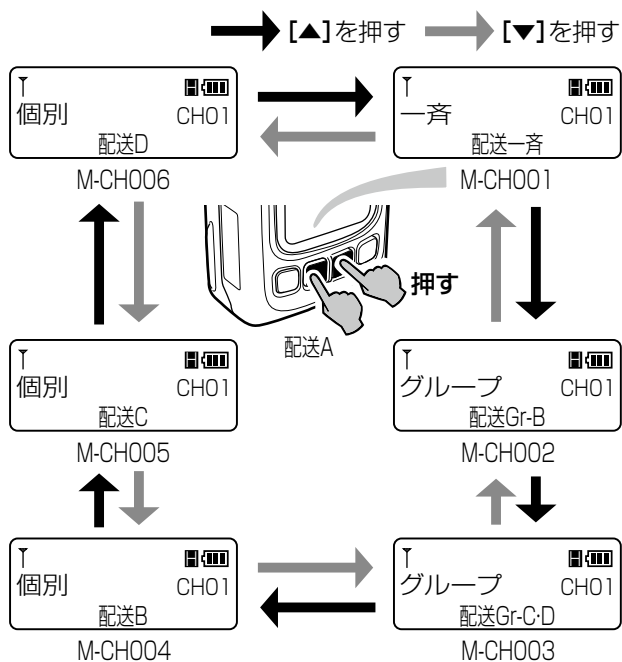 [▲]を押す [▼]を押す
個別 CH01
配送D
M-CH006
一斉 CH01
配送一斉
M-CH001
押す
配送A
個別 CH01
配送C
M-CH005
グループ CH01
配送Gr-B
M-CH002
個別 CH01
配送B
M-CH004
グループ CH01
配送Gr-C·D
M-CH003